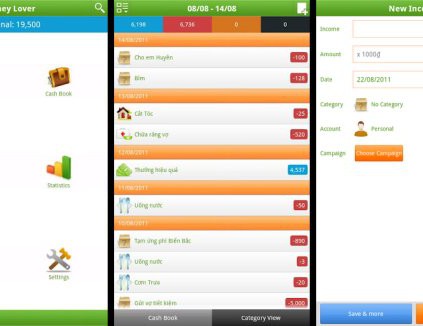 ney Lover
nal: 19,500
Cash Book
Statistics
Settings
08/08 - 14/08
6,198
6,736
0
0
14/08/2011
Cho em Huyên
-100
Bỉm
-128
13/08/2011
Cắt Tóc
-25
Chữa răng vợ
-520
12/08/2011
Thưởng hiệu quả
4,537
11/08/2011
Uống nước
-50
10/08/2011
Tạm ứng phí Biển Bắc
-890
Uống nước
-3
Cơm Trưa
-20
Gửi vợ tiết kiệm
-5,000
Cash Book
Category View
New Inco
Income
Amount
x 1000₫
Date
22/08/2011
Category
No Category
Account
Personal
Campaign
Choose Campaign
Save & more